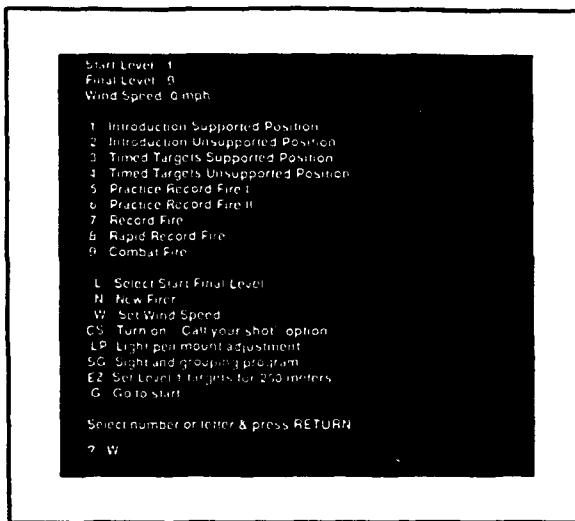 Start Level 1
Final Level 9
Wind Speed 0 mph
1 Introduction Supported Position
2 Introduction Unsupported Position
3 Timed Targets Supported Position
4 Timed Targets Unsupported Position
5 Practice Record Fire I
6 Practice Record Fire II
7 Record Fire
8 Rapid Record Fire
9 Combat Fire
L Select Start Final Level
N New Firer
W Set Wind Speed
CS Turn on "Call your shot" option
LP Light pen mount adjustment
SG Sight and grouping program
EZ Set Level 1 targets for 250 meters
G Go to start
Select number or letter & press RETURN
? W